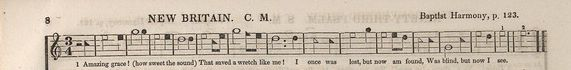 8 NEW BRITAIN. C. M. Baptist Harmony, p. 123.
1 Amazing grace! (how sweet the sound) That saved a wretch like me! I once was lost, but now am found, Was blind, but now I see.